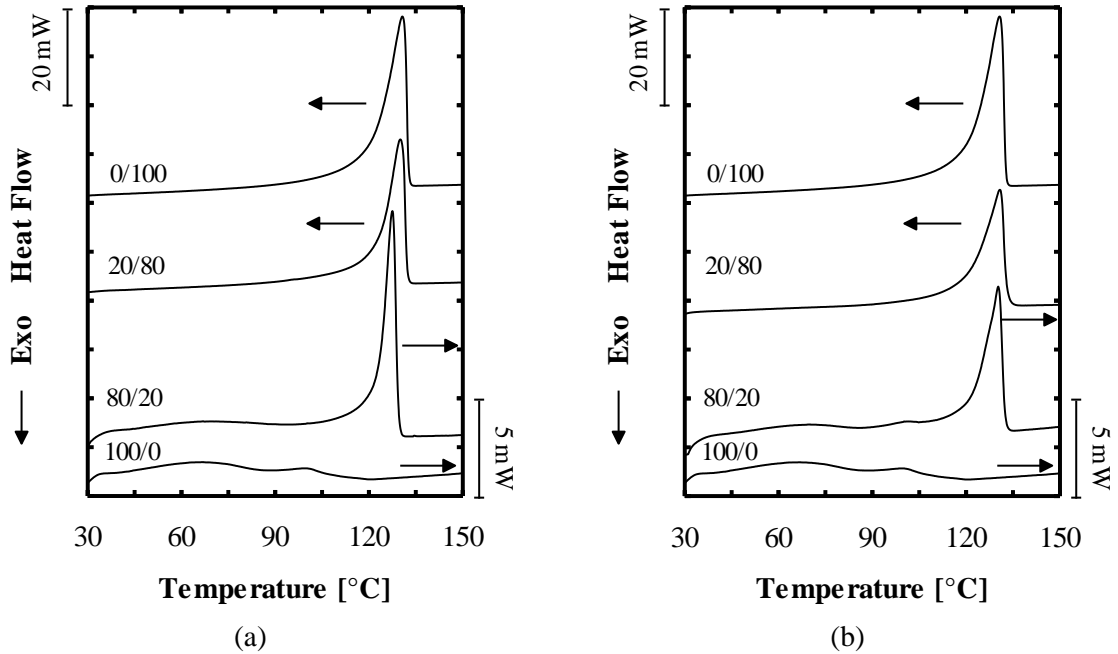 20 mW
Exo Heat Flow
0/100
20/80
80/20
100/0
5 mW
30 60 90 120 150
Temperature [°C]
(a)
20 mW
Exo Heat Flow
0/100
20/80
80/20
100/0
5 mW
30 60 90 120 150
Temperature [°C]
(b)